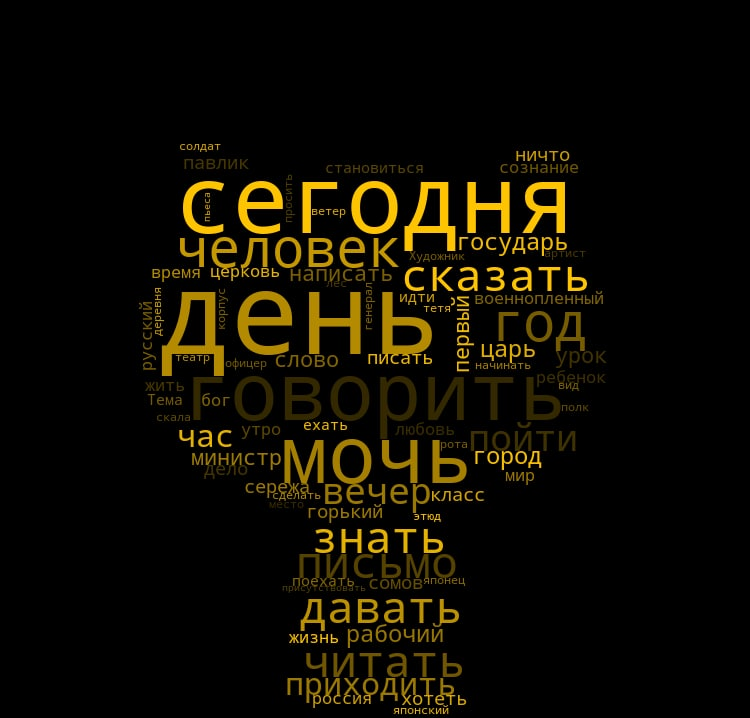 солдат
павлик
становиться
ничто
сознание
сегодня
пьеса
просить
ветер
человек
государь
Художник
артист
время
церковь
написать
сказать
лес
день
деревня
корпус
генерал
идти
тетя
военнопленный
первый
год
русский
театр
офицер
слово
писать
царь
начинать
урок
говорить
жить
ребенок
вид
Тема
бог
полк
скала
час
утро
ехать
любовь
рота
пойти
министр
дело
мочь
город
мир
сережа
сделать
вечер
класс
место
горький
этюд
знать
письмо
поехать
сомов
японец
присутствовать
давать
жизнь
рабочий
читать
приходить
россия
хотеть
японский